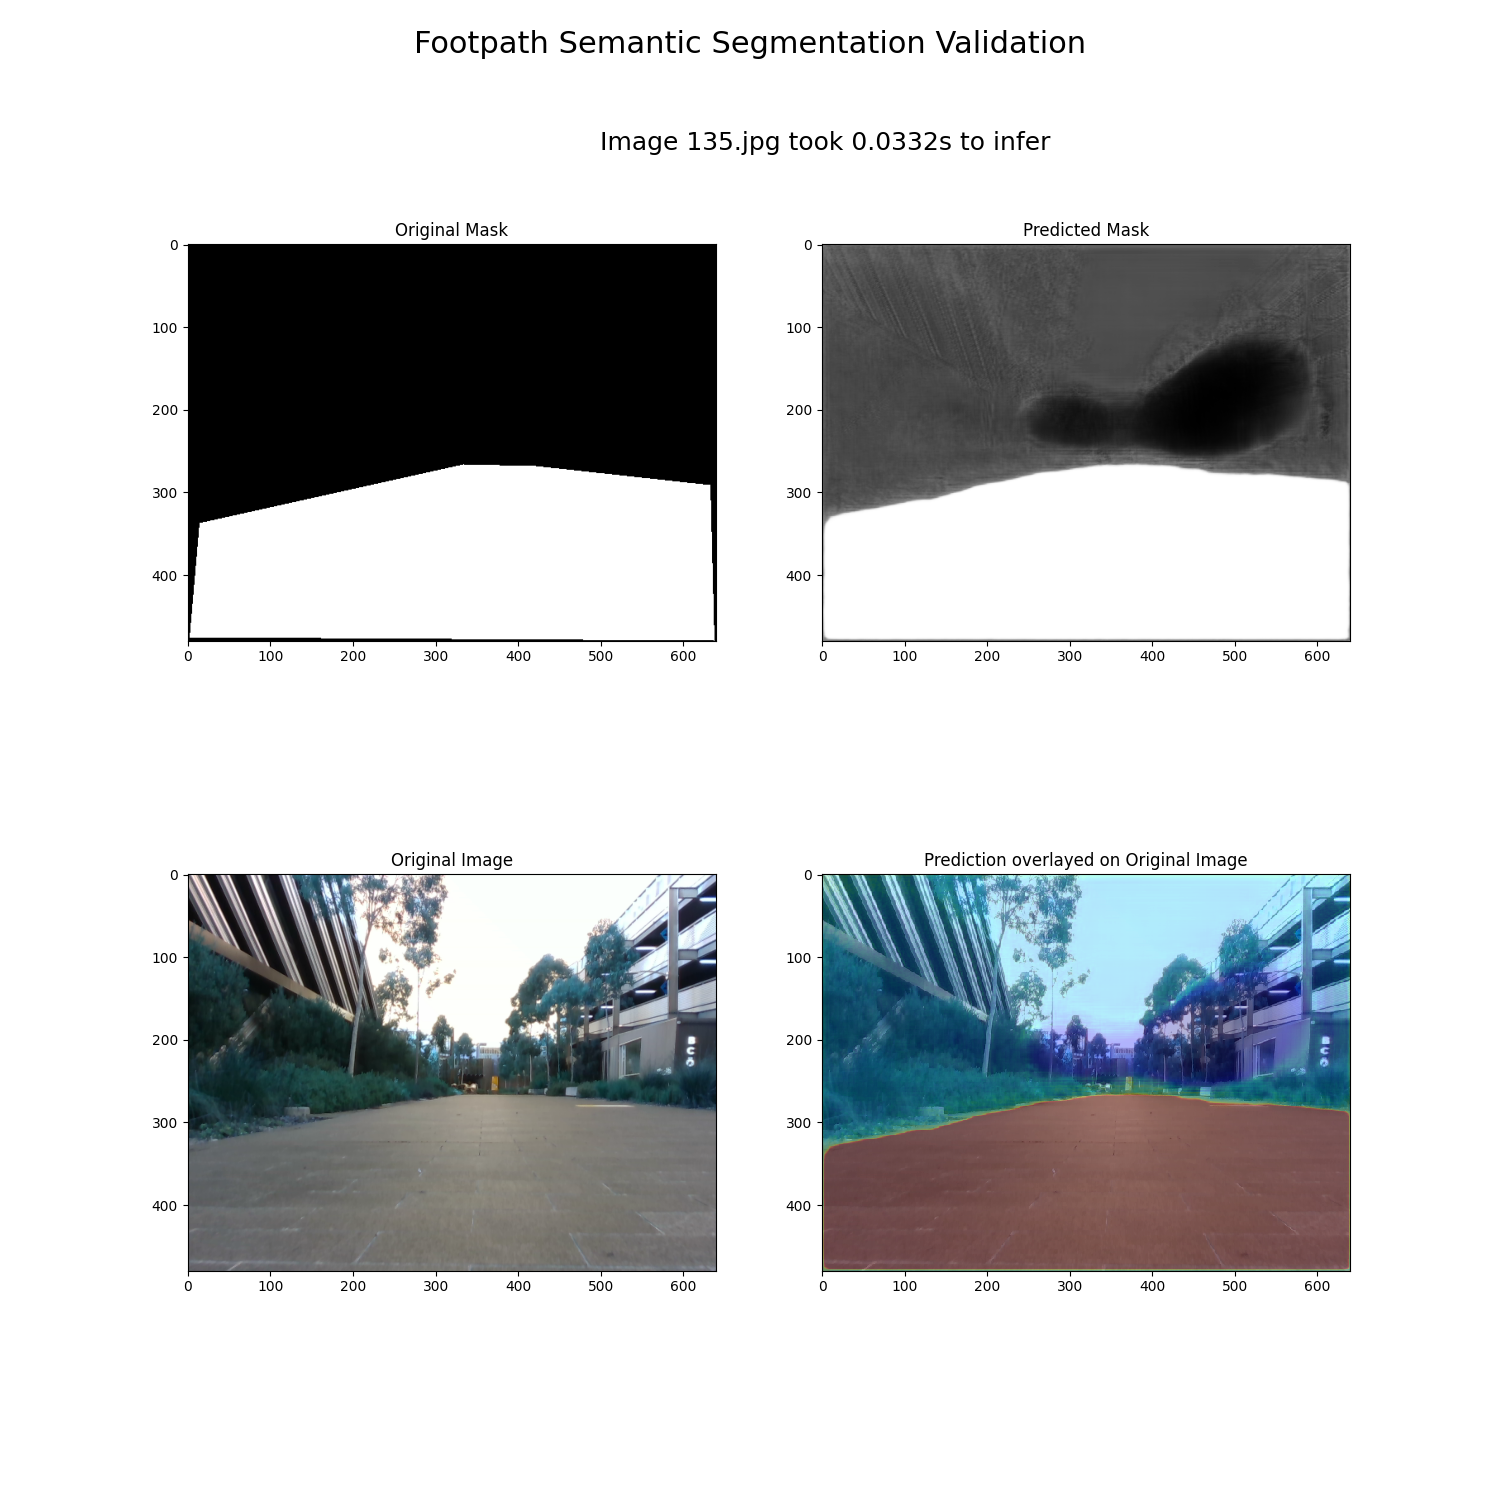 Footpath Semantic Segmentation Validation
Image 135.jpg took 0.0332s to infer
Original Mask
0
100
200
300
400
0 100 200 300 400 500 600
Predicted Mask
0
100
200
300
400
0 100 200 300 400 500 600
Original Image
0
100
200
300
400
0 100 200 300 400 500 600
Prediction overlayed on Original Image
0
100
200
300
400
0 100 200 300 400 500 600